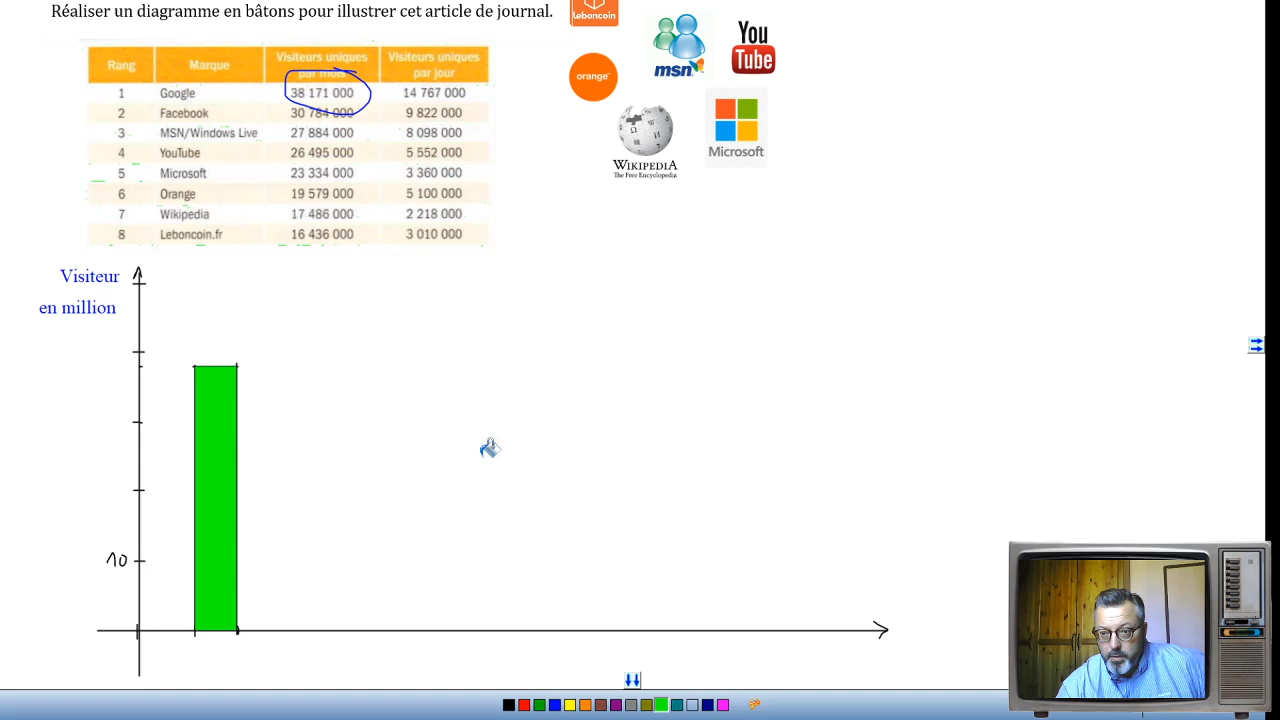 Réaliser un diagramme en bâtons pour illustrer cet article de journal.
leboncoin
You
Tube
msn
orange
WIKIPEDIA
The Free Encyclopedia
Microsoft
Rang Marque Visiteurs uniques par mois Visiteurs uniques par jour
1 Google 38 171 000 14 767 000
2 Facebook 30 784 000 9 822 000
3 MSN/Windows Live 27 884 000 8 098 000
4 YouTube 26 495 000 5 552 000
5 Microsoft 23 334 000 3 360 000
6 Orange 19 579 000 5 100 000
7 Wikipedia 17 486 000 2 218 000
8 Leboncoin.fr 16 436 000 3 010 000
Visiteur
en million
10